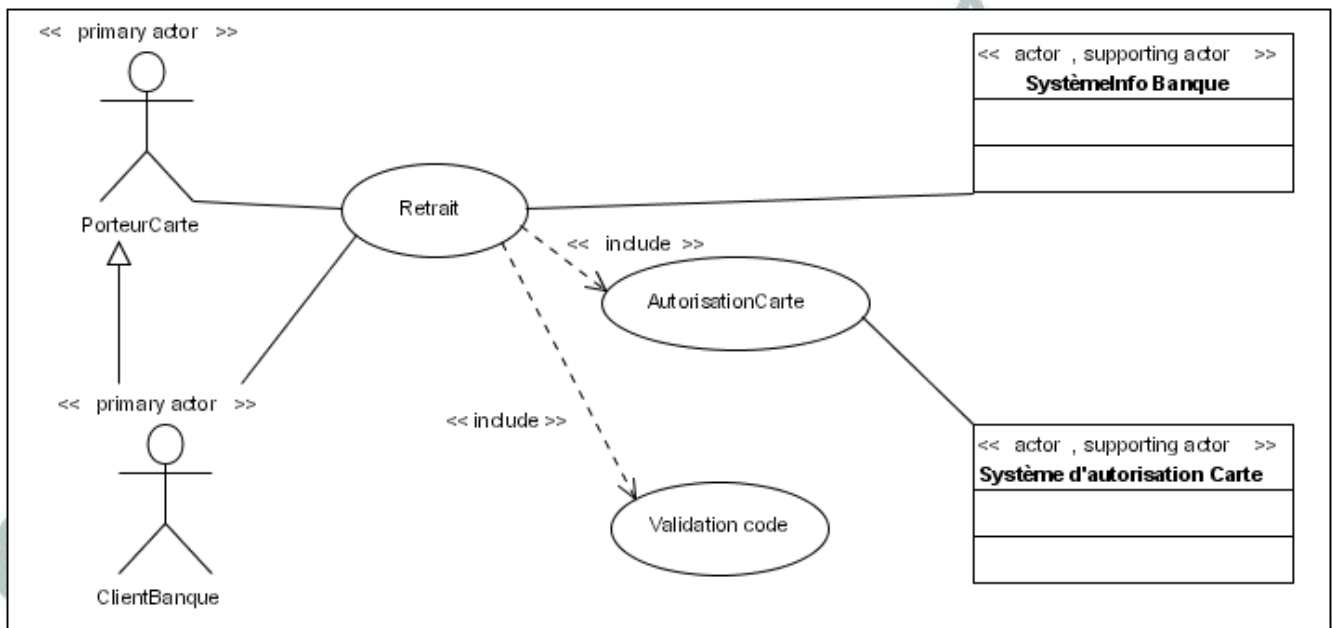 << primary actor >>
PorteurCarte
<< actor , supporting actor >>
SystèmeInfo Banque
Retrait
<< include >>
AutorisationCarte
<< primary actor >>
ClientBanque
<< include >>
Validation code
<< actor , supporting actor >>
Système d'autorisation Carte